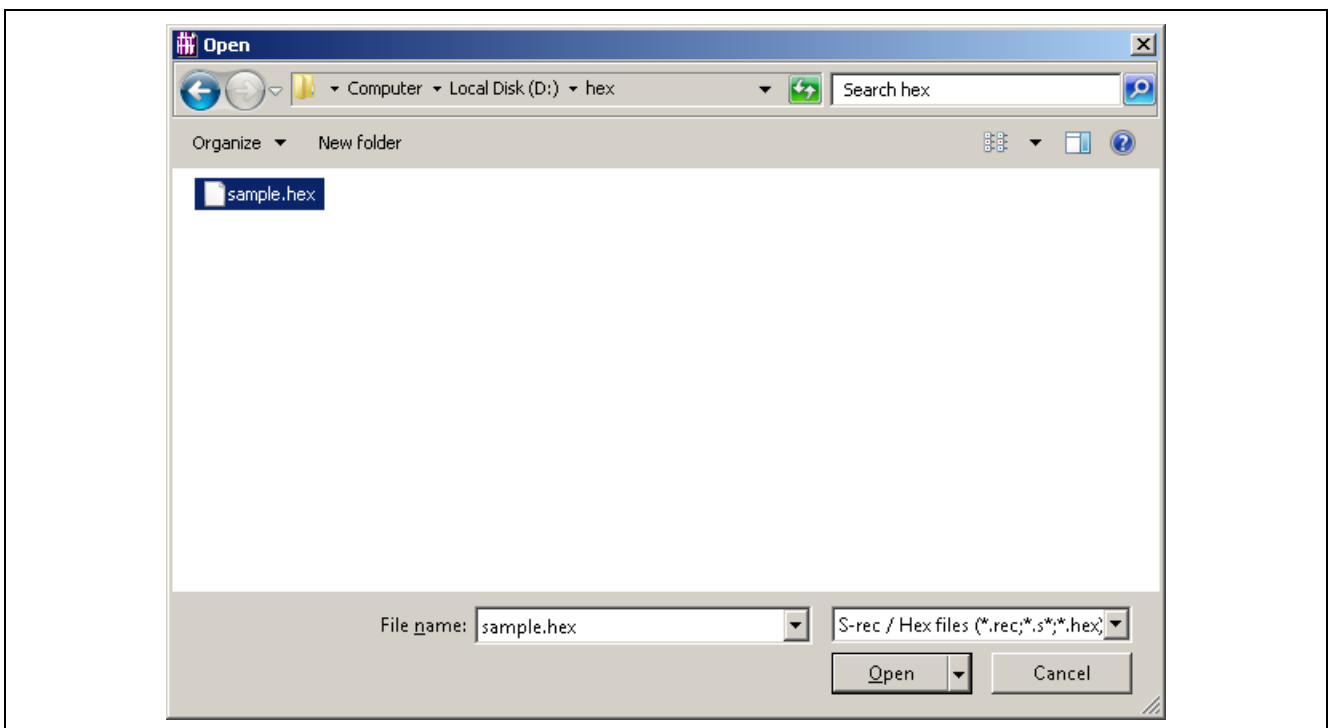 Open
Computer Local Disk (D:) hex Search hex
Organize New folder
sample.hex
File name: sample.hex S-rec / Hex files (*.rec;*.s*;*.hex;
Open Cancel